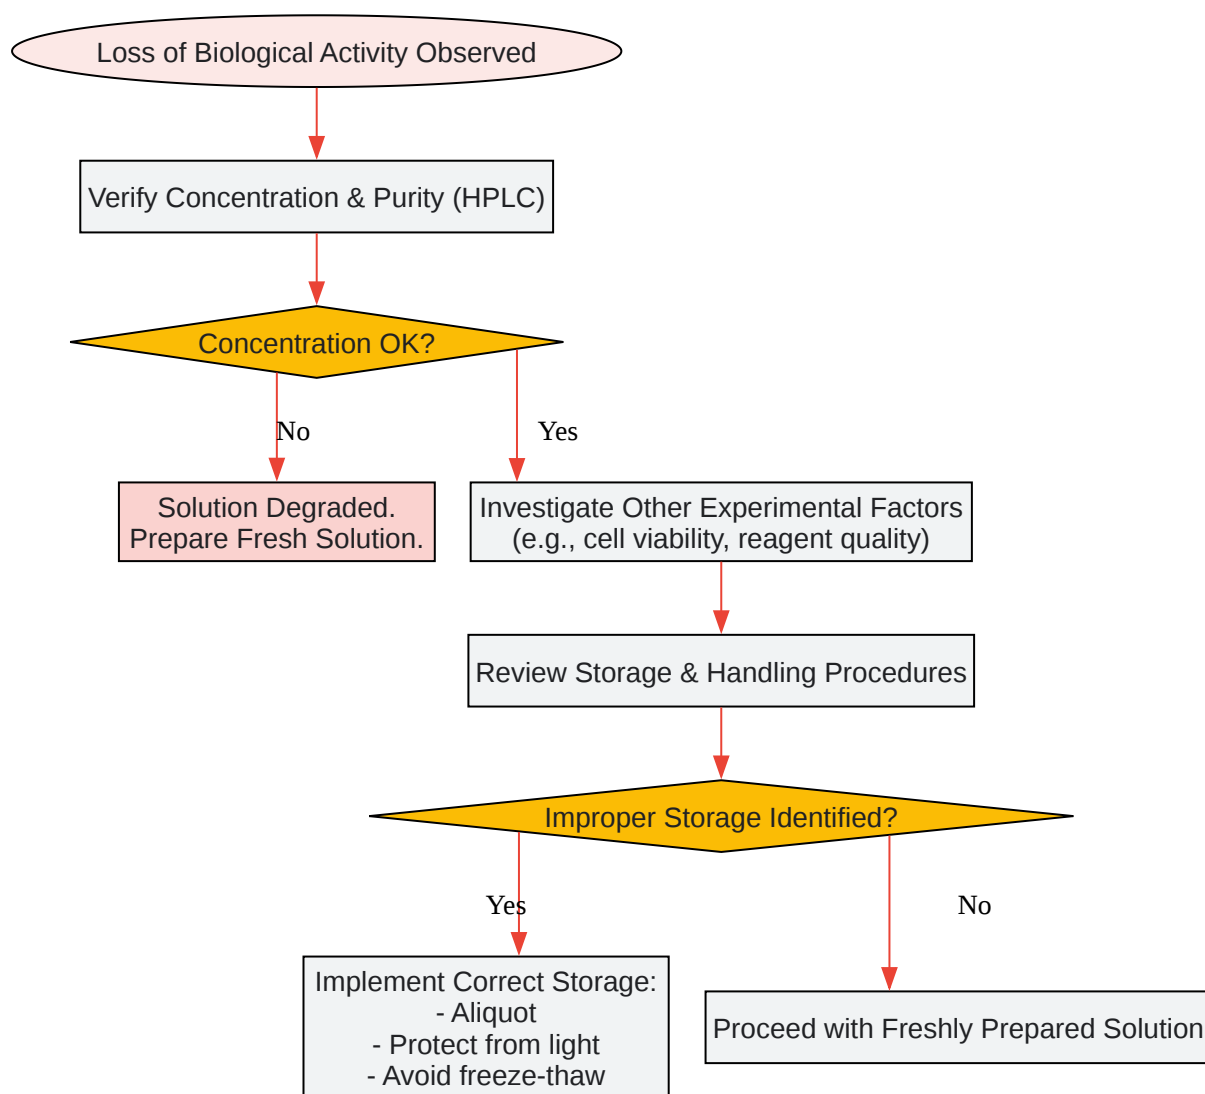 Loss of Biological Activity Observed
Verify Concentration & Purity (HPLC)
Concentration OK?
No
Yes
Solution Degraded.
Prepare Fresh Solution.
Investigate Other Experimental Factors
(e.g., cell viability, reagent quality)
Review Storage & Handling Procedures
Improper Storage Identified?
Yes
No
Implement Correct Storage:
- Aliquot
- Protect from light
- Avoid freeze-thaw
Proceed with Freshly Prepared Solution